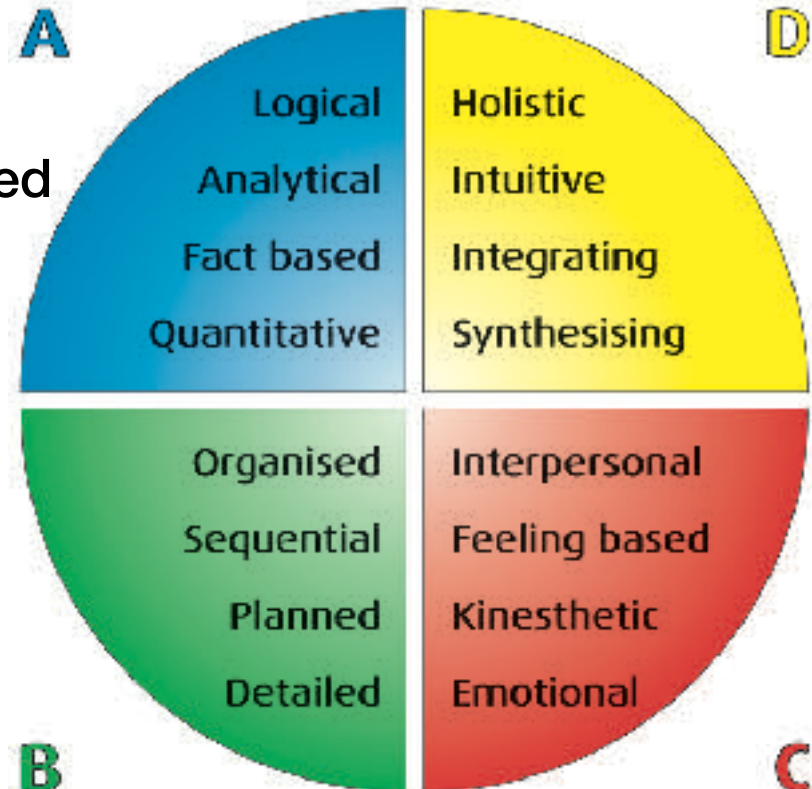 A
D
Logical
Analytical
Fact based
Quantitative
Holistic
Intuitive
Integrating
Synthesising
ed
Organised
Sequential
Planned
Detailed
Interpersonal
Feeling based
Kinesthetic
Emotional
B
C